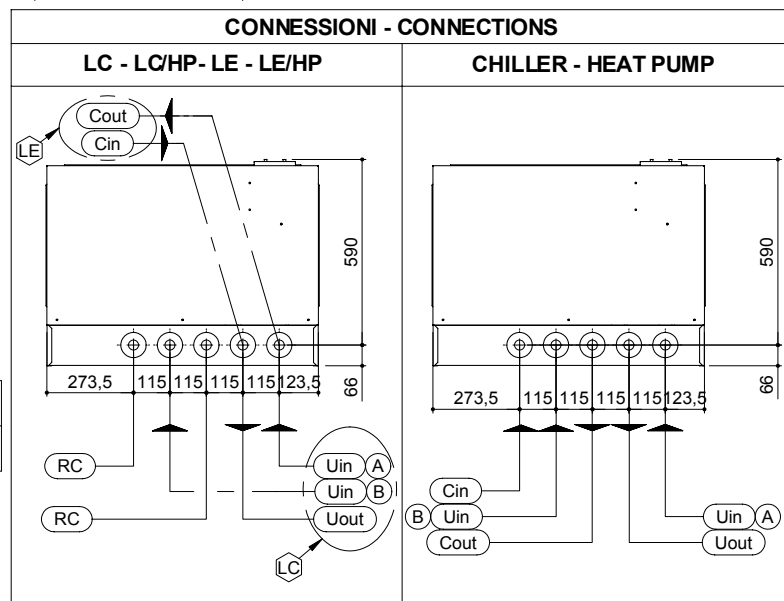 CONNESSIONI - CONNECTIONS
LC - LC/HP- LE - LE/HP
CHILLER - HEAT PUMP
Cout
Cin
LE
590
66
273,5 115 115 115 115 123,5
RC
RC
Uin A
Uin B
Uout
LC
590
66
273,5 115 115 115 115 123,5
Cin
B Uin
Cout
Uin A
Uout